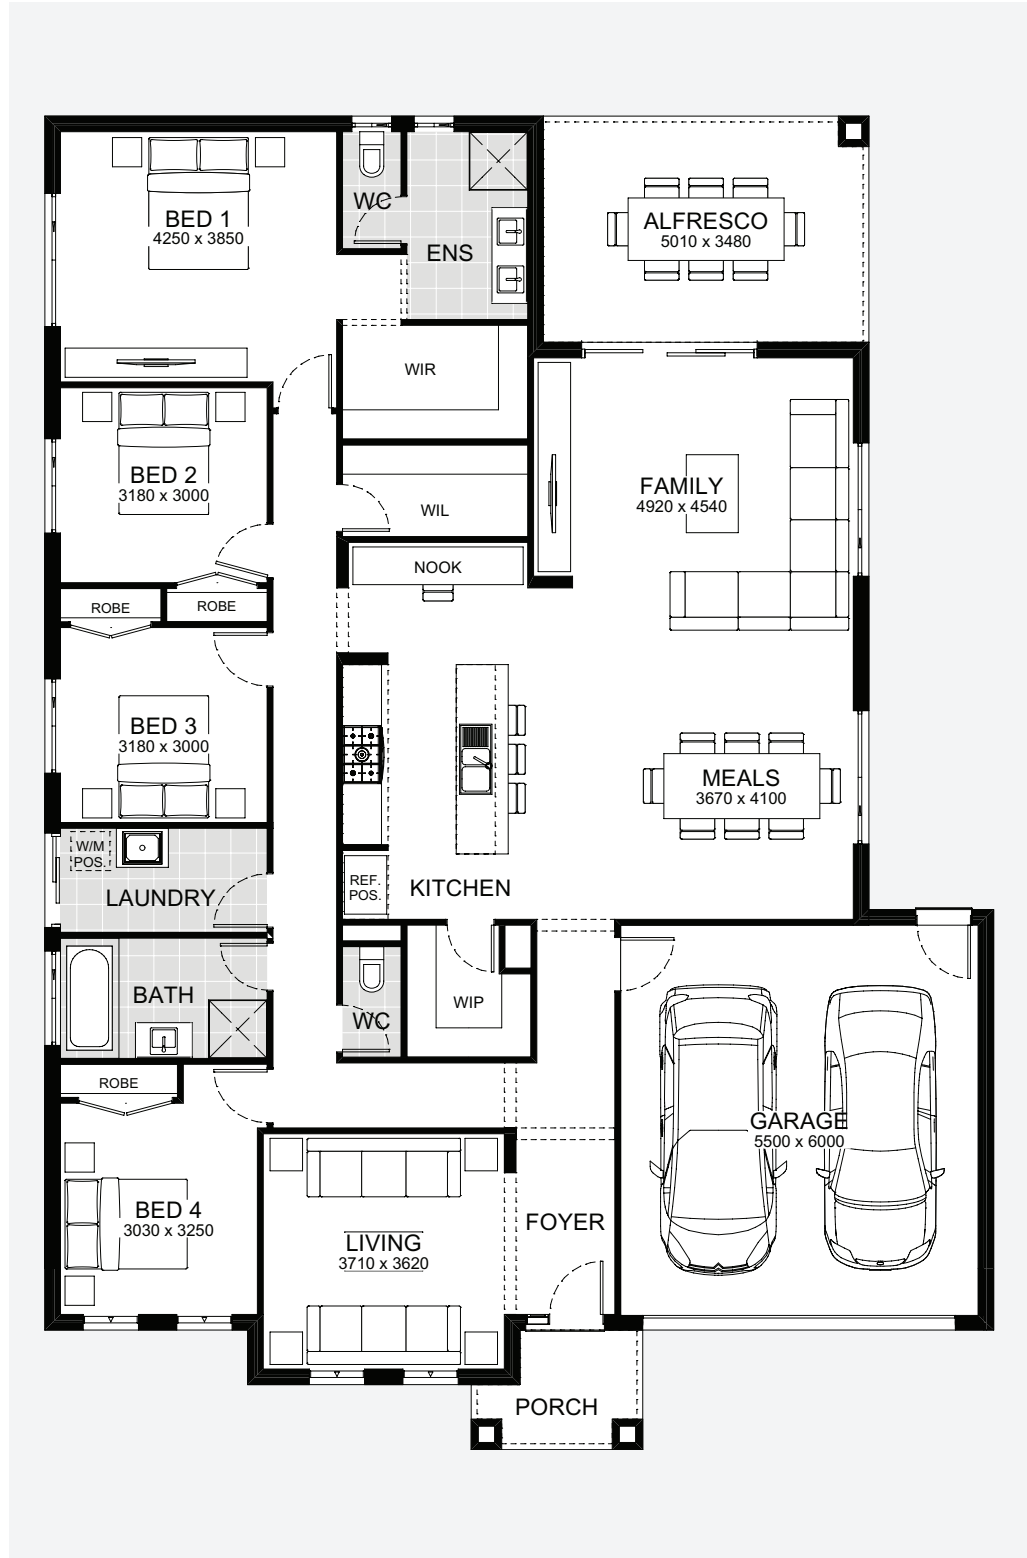 WC
BED 1
4250 x 3850
ENS
ALFRESCO
5010 x 3480
WIR
BED 2
3180 x 3000
WIL
FAMILY
4920 x 4540
NOOK
ROBE
ROBE
BED 3
3180 x 3000
MEALS
3670 x 4100
W/M
POS.
LAUNDRY
REF.
POS.
KITCHEN
BATH
WIP
WC
ROBE
GARAGE
5500 x 6000
BED 4
3030 x 3250
FOYER
LIVING
3710 x 3620
PORCH